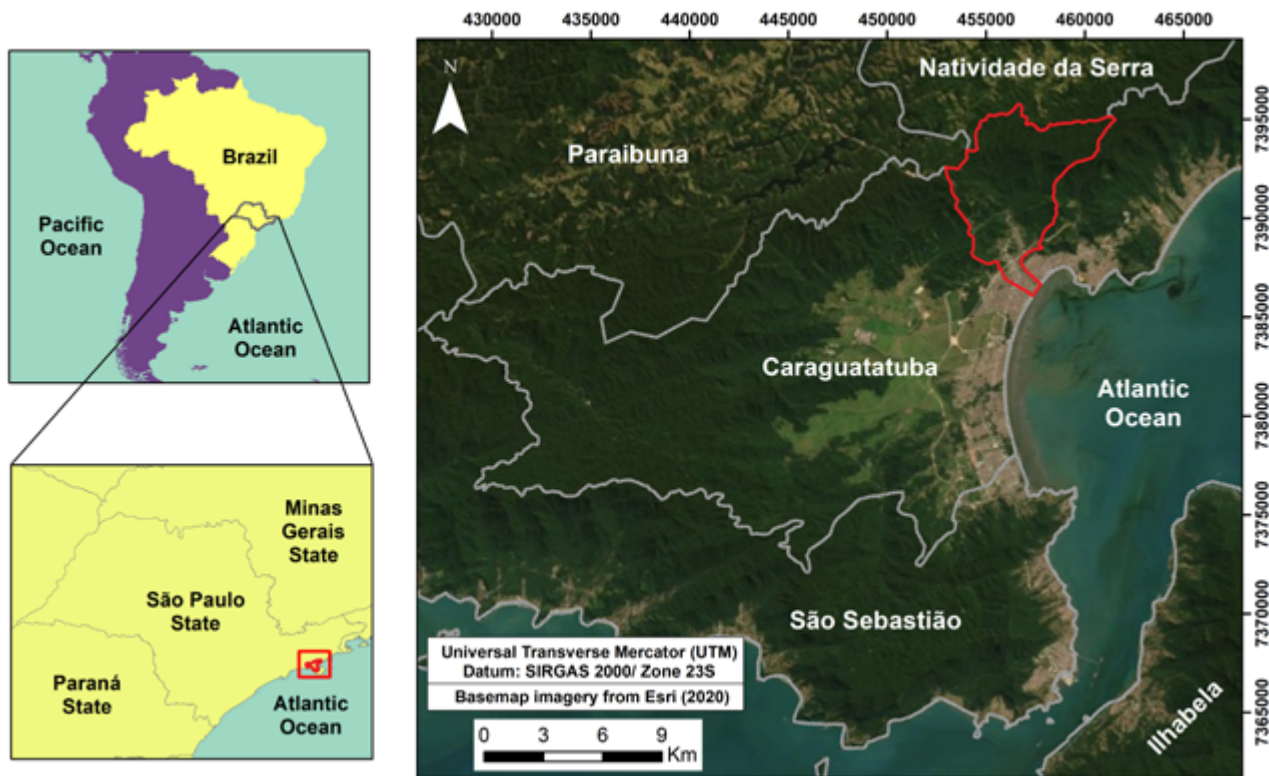 Brazil
Pacific
Ocean
Atlantic
Ocean
Minas
Gerais
State
São Paulo
State
Paraná
State
Atlantic
Ocean
430000 435000 440000 445000 450000 455000 460000 465000
N
Natividade da Serra
Paraibuna
Caraguatatuba
Atlantic
Ocean
São Sebastião
Ilhabela
7395000
7390000
7385000
7380000
7375000
7370000
7365000
Universal Transverse Mercator (UTM)
Datum: SIRGAS 2000/ Zone 23S
Basemap imagery from Esri (2020)
0 3 6 9
Km